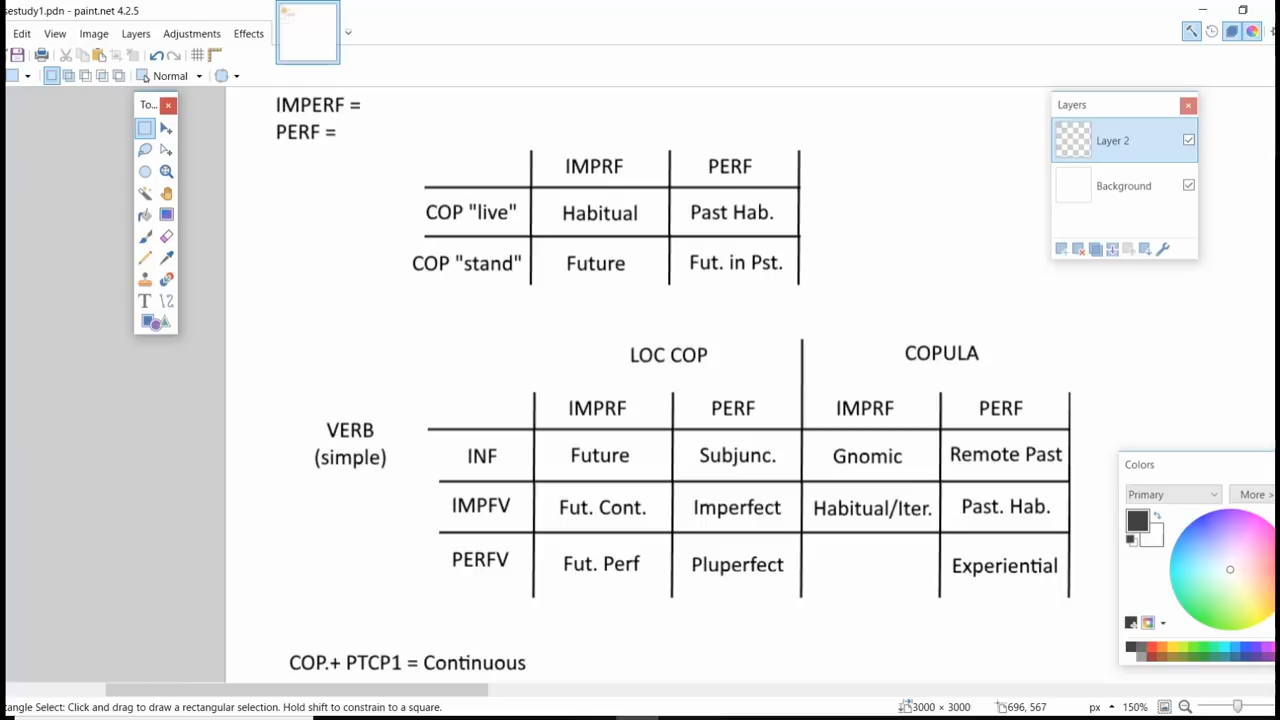 sestudy1.pdn - paint.net 4.2.5
Edit View Image Layers Adjustments Effects
Normal
To...
IMPERF =
PERF =
IMPRF PERF
COP "live" Habitual Past Hab.
COP "stand" Future Fut. in Pst.
Layers
Layer 2
Background
LOC COP COPULA
IMPRF PERF IMPRF PERF
VERB
(simple)
INF Future Subjunc. Gnomic Remote Past
IMPFV Fut. Cont. Imperfect Habitual/Iter. Past. Hab.
PERFV Fut. Perf Pluperfect Experiential
COP.+ PTCP1 = Continuous
Colors
Primary More >
tangle Select: Click and drag to draw a rectangular selection. Hold shift to constrain to a square.
3000 × 3000 696, 567 px 150%